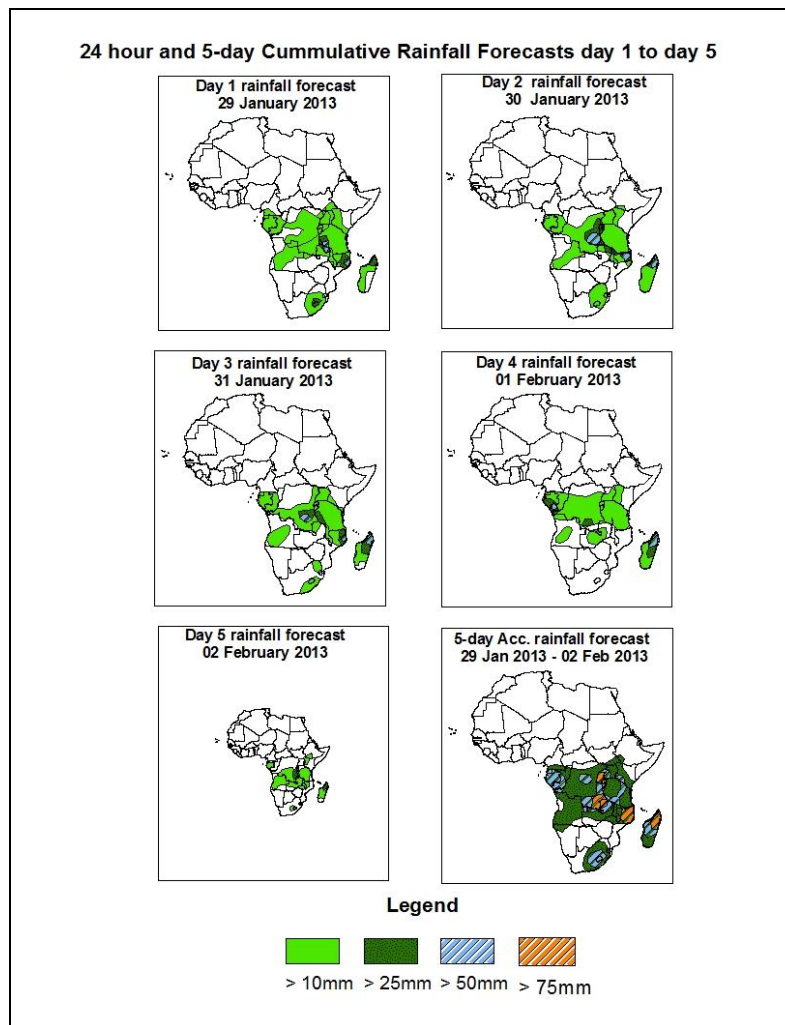 24 hour and 5-day Cummulative Rainfall Forecasts day 1 to day 5
Day 1 rainfall forecast
29 January 2013
Day 2 rainfall forecast
30 January 2013
Day 3 rainfall forecast
31 January 2013
Day 4 rainfall forecast
01 February 2013
Day 5 rainfall forecast
02 February 2013
5-day Acc. rainfall forecast
29 Jan 2013 - 02 Feb 2013
Legend
> 10mm > 25mm > 50mm > 75mm